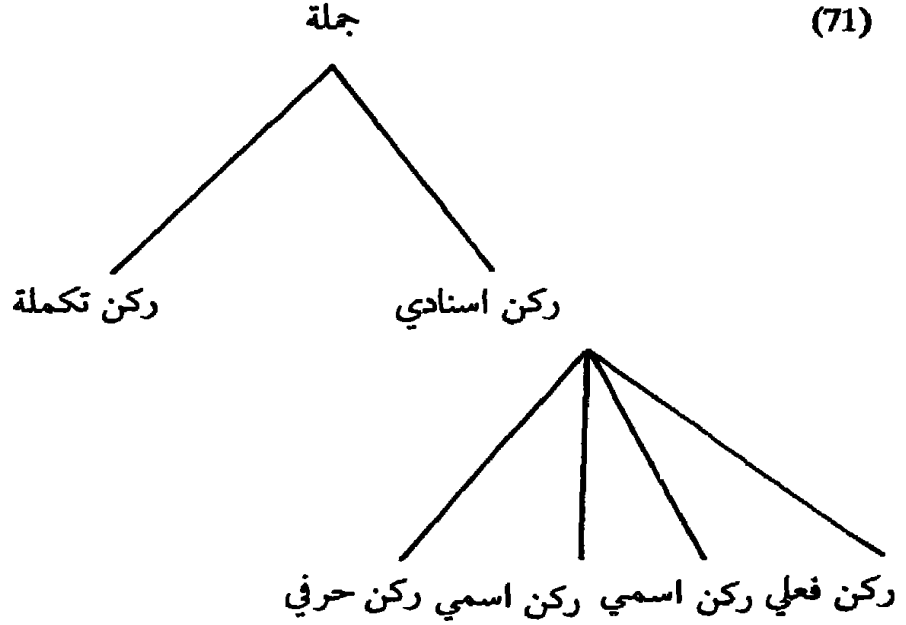 (71)
جملة
ركن اسنادي
ركن تكملة
ركن فعلي
ركن اسمي
ركن اسمي
ركن حرفي